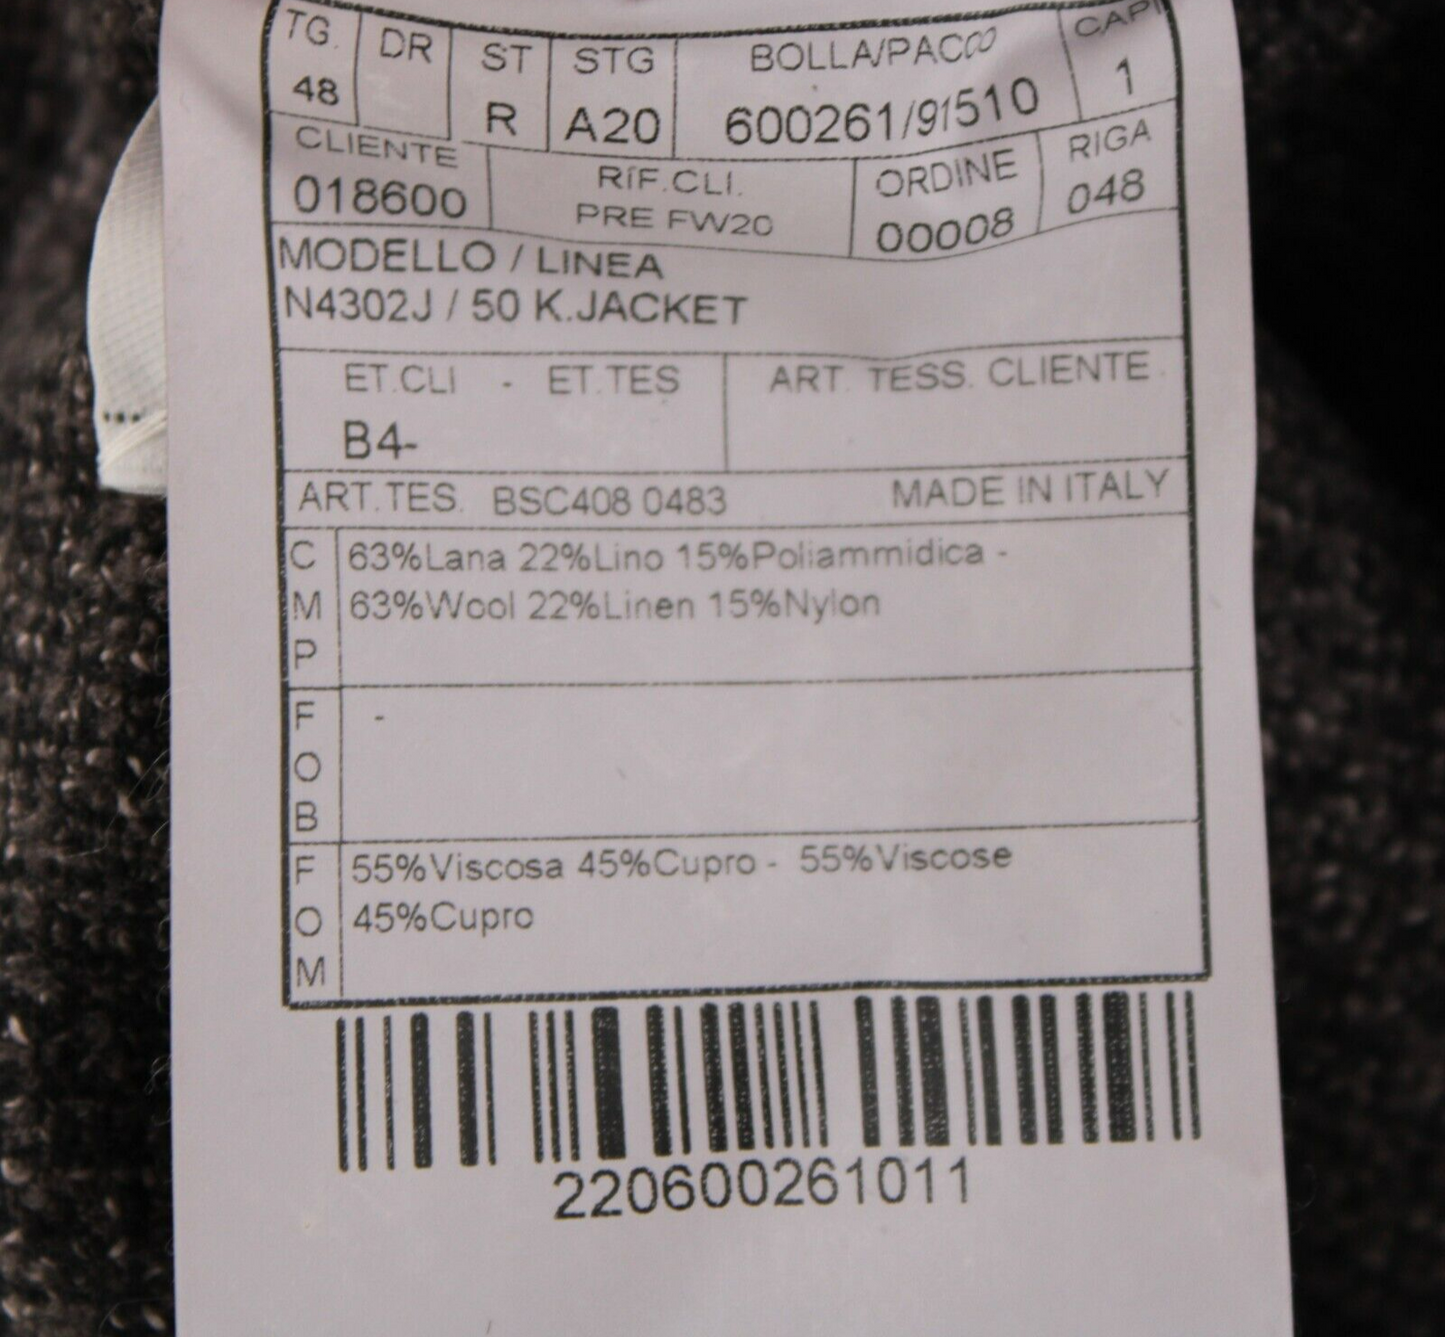 TG. DR ST STG BOLLA/PACCO CAPI
48 R A20 600261/91510 1
CLIENTE RIF.CLI. ORDINE RIGA
018600 PRE FW20 00008 048
MODELLO / LINEA
N4302J / 50 K.JACKET
ET.CLI - ET.TES ART. TESS. CLIENTE
B4-
ART.TES. BSC408 0483 MADE IN ITALY
C 63%Lana 22%Lino 15%Poliammidica -
M 63%Wool 22%Linen 15%Nylon
P
F -
O
B
F 55%Viscosa 45%Cupro - 55%Viscose
O 45%Cupro
M
220600261011